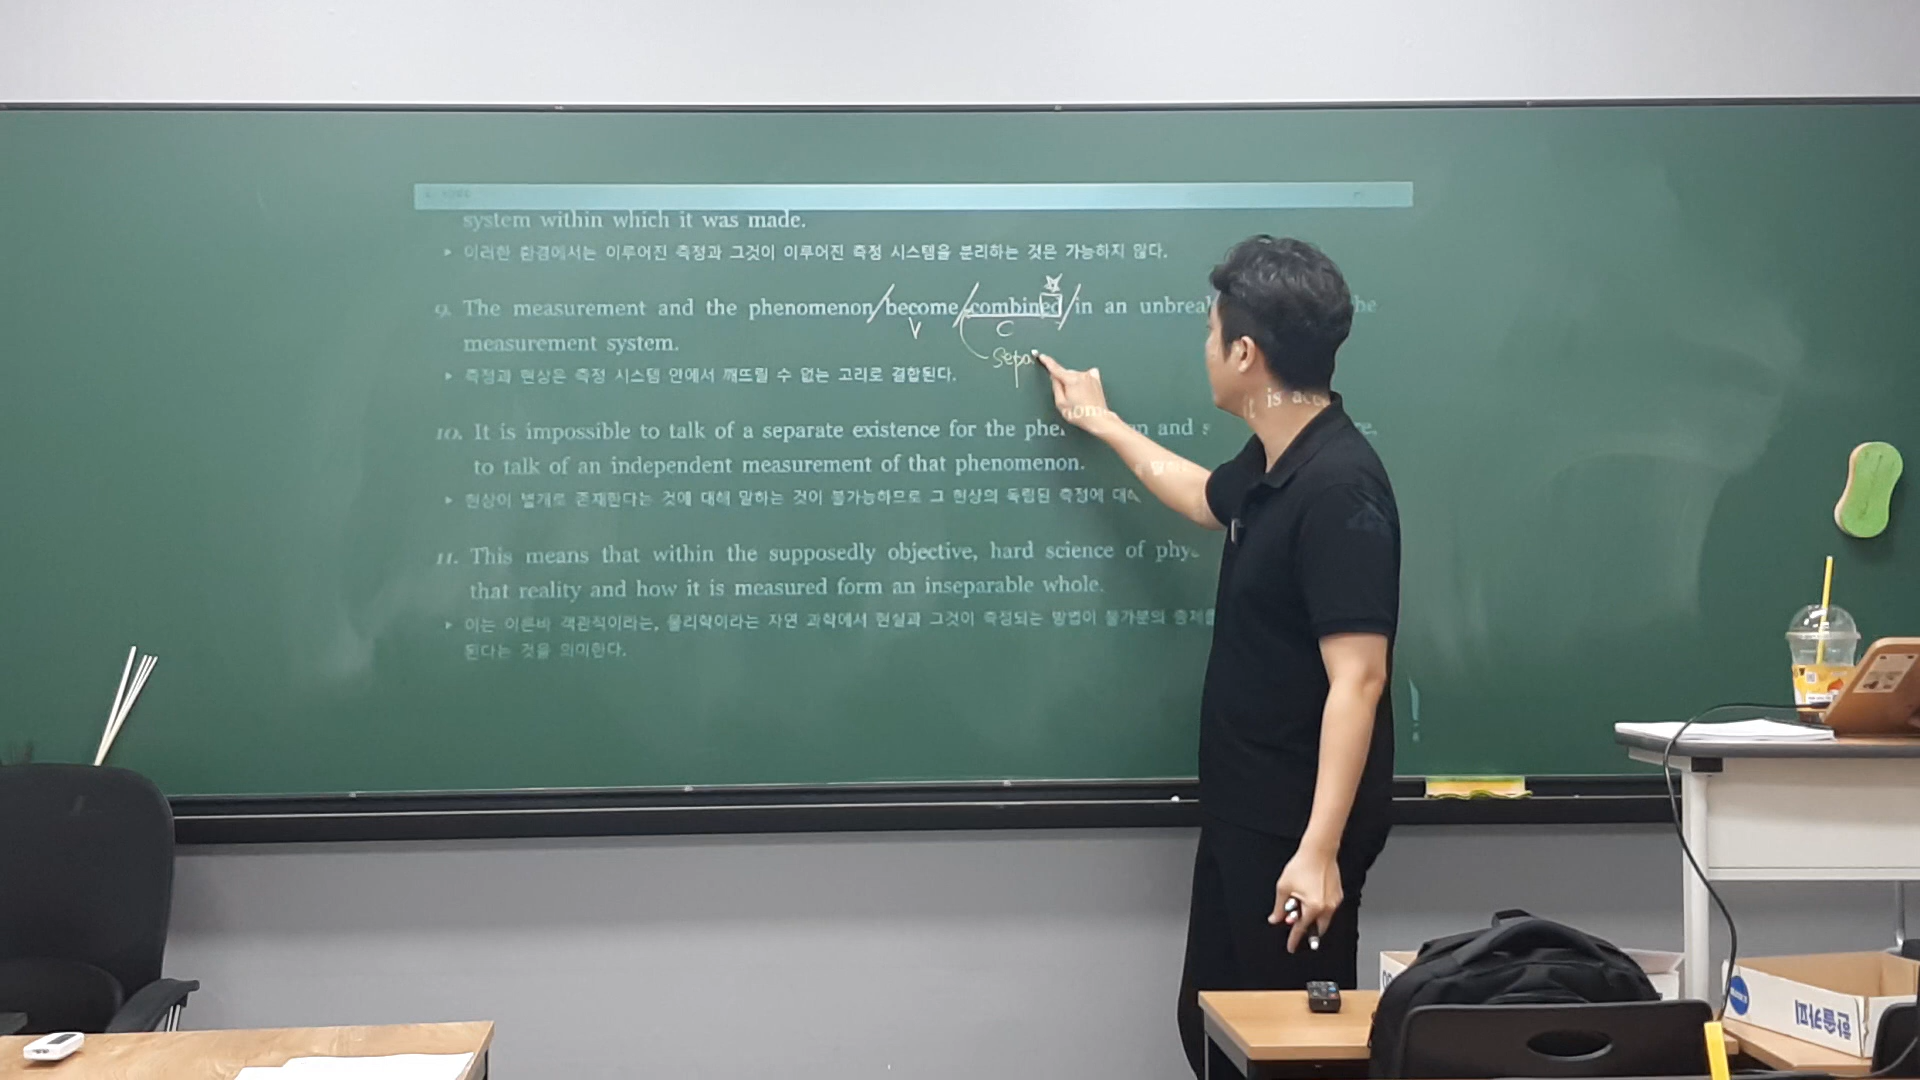 system within which it was made.
▸ 이러한 환경에서는 이루어진 측정과 그것이 이루어진 측정 시스템을 분리하는 것은 가능하지 않다.
9. The measurement and the phenomenon / become / combined / in an
V
C
sepa
measurement system.
▸ 측정과 현상은 측정 시스템 안에서 깨뜨릴 수 없는 고리로 결합된다.
is
10. It is impossible to talk of a separate existence for the and
to talk of an independent measurement of that phenomenon.
▸ 현상이 별개로 존재한다는 것에 대해 말하는 것이 불가능하므로 그 현상의 독립된 측정에
11. This means that within the supposedly objective, hard science of
that reality and how it is measured form an inseparable whole.
▸ 이는 이른바 객관적이라는, 물리학이라는 자연 과학에서 현실과 그것이 측정되는 방법이 불가분의
된다는 것을 의미한다.
한솔카피